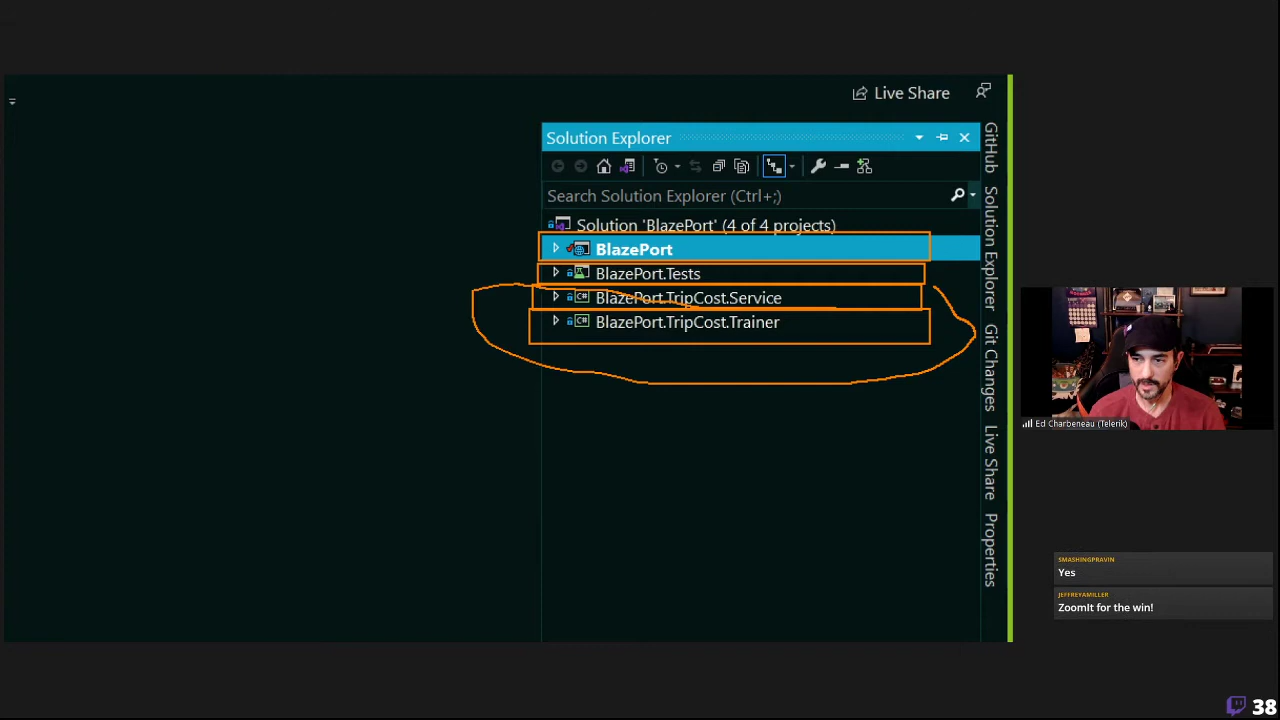 Live Share
Solution Explorer
Search Solution Explorer (Ctrl+;)
Solution 'BlazePort' (4 of 4 projects)
BlazePort
BlazePort.Tests
BlazePort.TripCost.Service
BlazePort.TripCost.Trainer
GitHub
Solution Explorer
Git Changes
Live Share
Properties
Ed Charbeneau (Telerik)
SMASHINGPRAVIN
Yes
JEFFREYAMILLER
ZoomIt for the win!
38